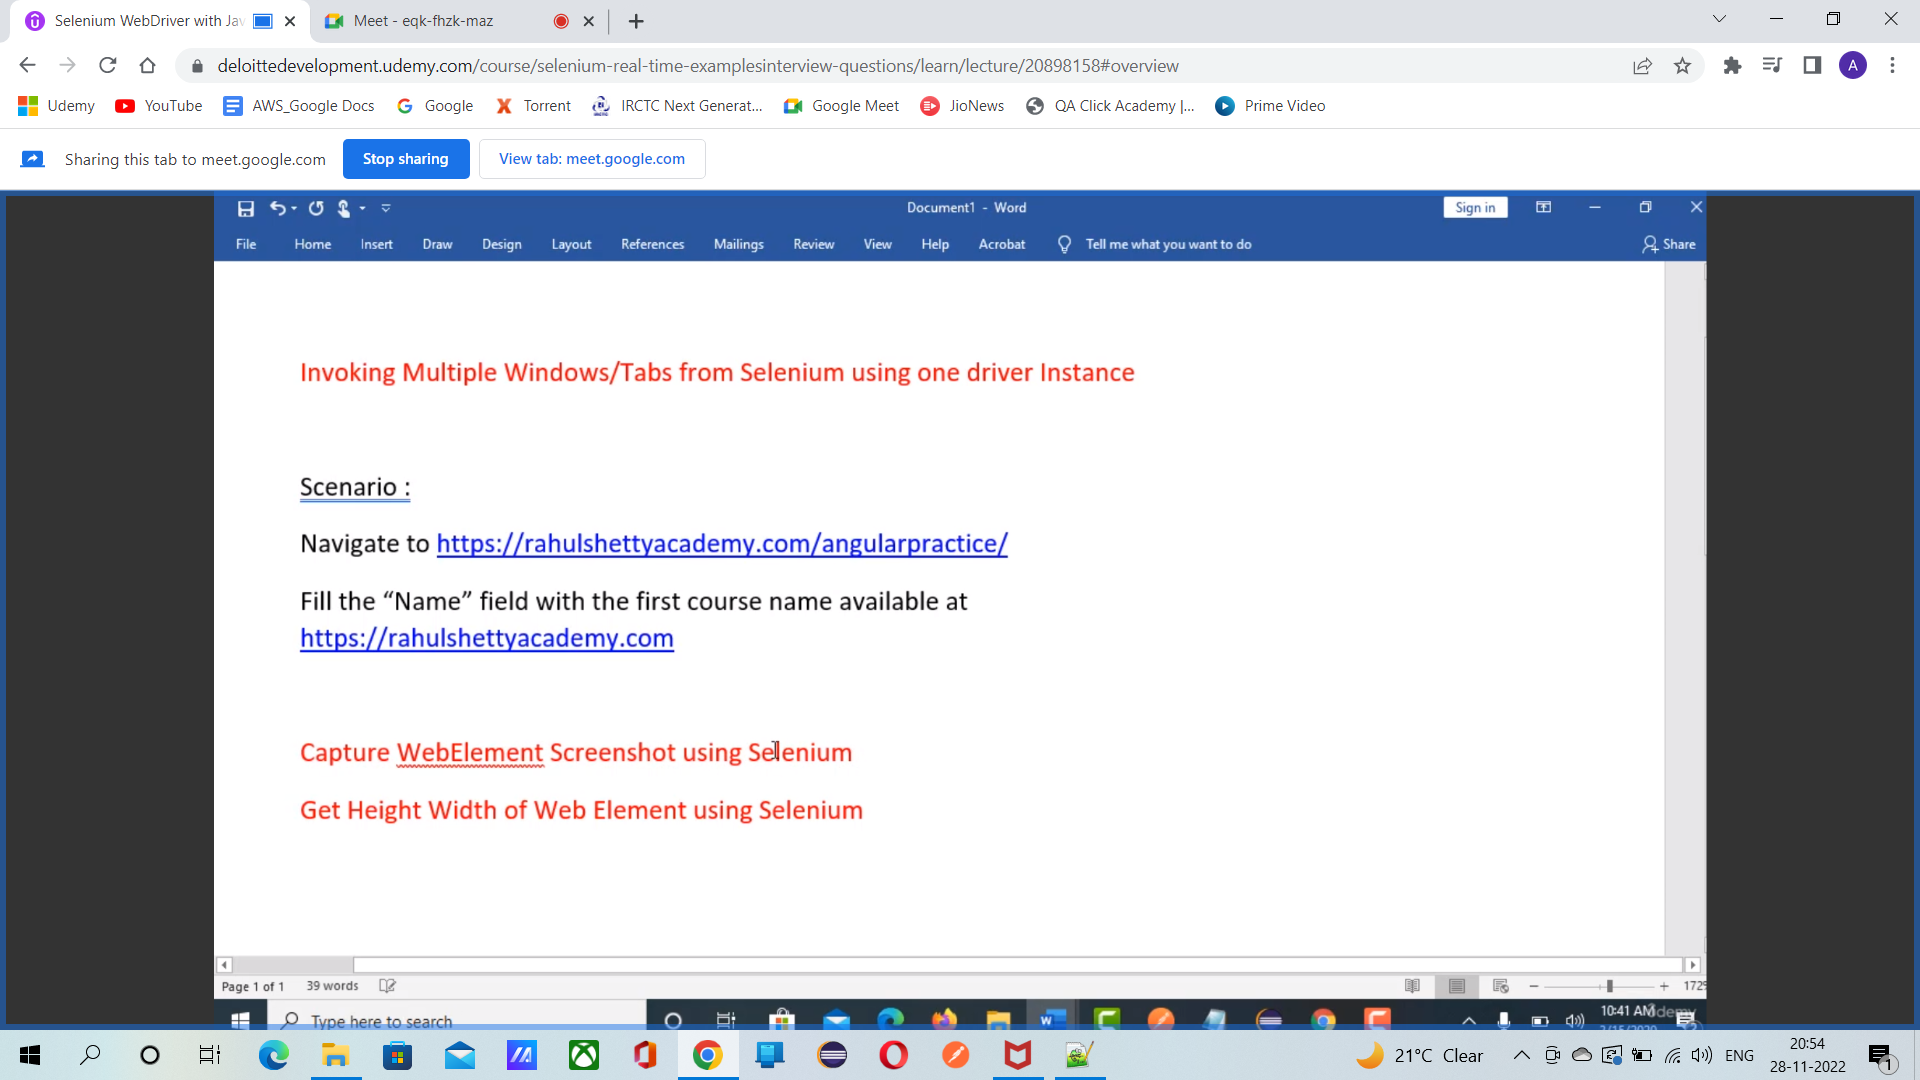 Selenium WebDriver with Jav
Meet - eqk-fhzk-maz
deloittedevelopment.udemy.com/course/selenium-real-time-examplesinterview-questions/learn/lecture/20898158#overview
A
Udemy YouTube AWS_Google Docs Google Torrent IRCTC Next Generat... Google Meet JioNews QA Click Academy |... Prime Video
Sharing this tab to meet.google.com Stop sharing View tab: meet.google.com
Document1 - Word Sign in
File Home Insert Draw Design Layout References Mailings Review View Help Acrobat Tell me what you want to do Share
Invoking Multiple Windows/Tabs from Selenium using one driver Instance
Scenario :
Navigate to https://rahulshettyacademy.com/angularpractice/
Fill the “Name” field with the first course name available at
https://rahulshettyacademy.com
Capture WebElement Screenshot using Selenium
Get Height Width of Web Element using Selenium
Page 1 of 1 39 words
Type here to search 10:41 AM
21°C Clear ENG 20:54
28-11-2022 1